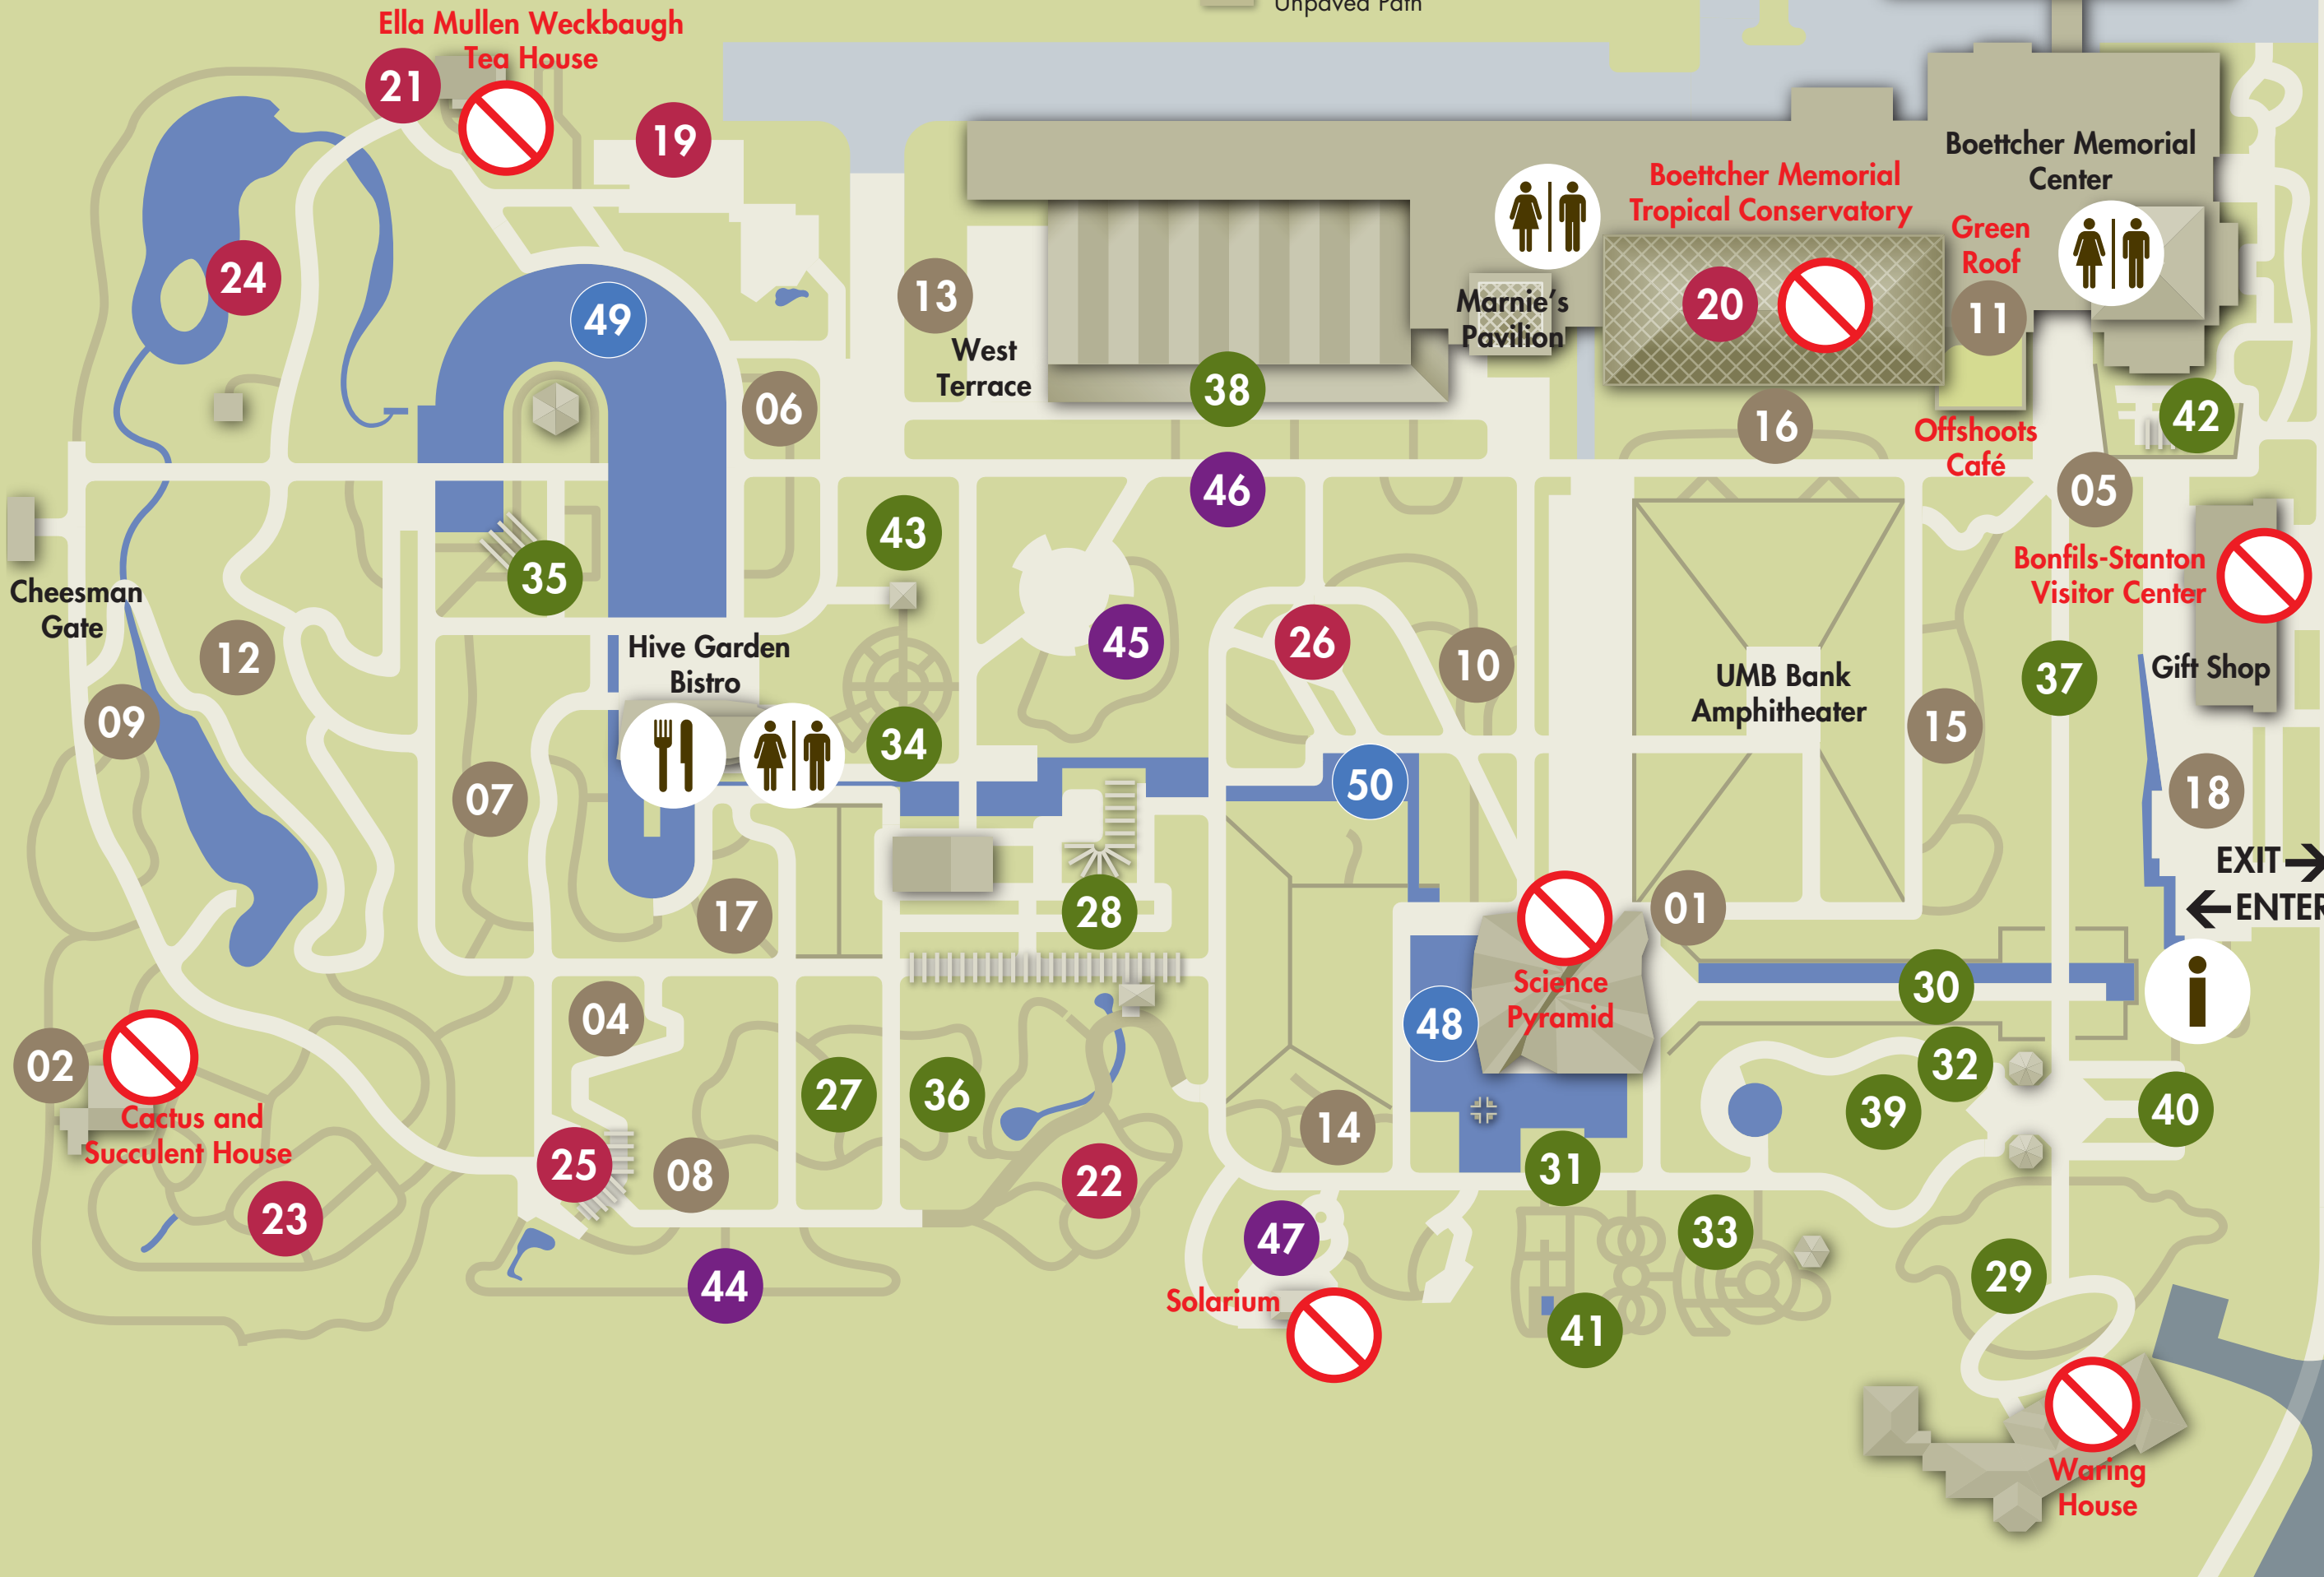 Unpaved Path
Ella Mullen Weckbaugh
Tea House
21
19
24
49
13
West
Terrace
06
38
46
Marnie's
Pavilion
Boettcher Memorial
Tropical Conservatory
20
Green
Roof
11
Boettcher Memorial
Center
16
Offshoots
Café
42
05
43
35
Cheesman
Gate
12
09
Hive Garden
Bistro
45
26
10
UMB Bank
Amphitheater
15
37
Bonfils-Stanton
Visitor Center
Gift Shop
34
07
50
18
EXIT
ENTER
17
28
01
Science
Pyramid
48
30
i
04
02
Cactus and
Succulent House
27
36
32
39
40
14
25
08
22
31
23
47
33
29
44
Solarium
41
Waring
House